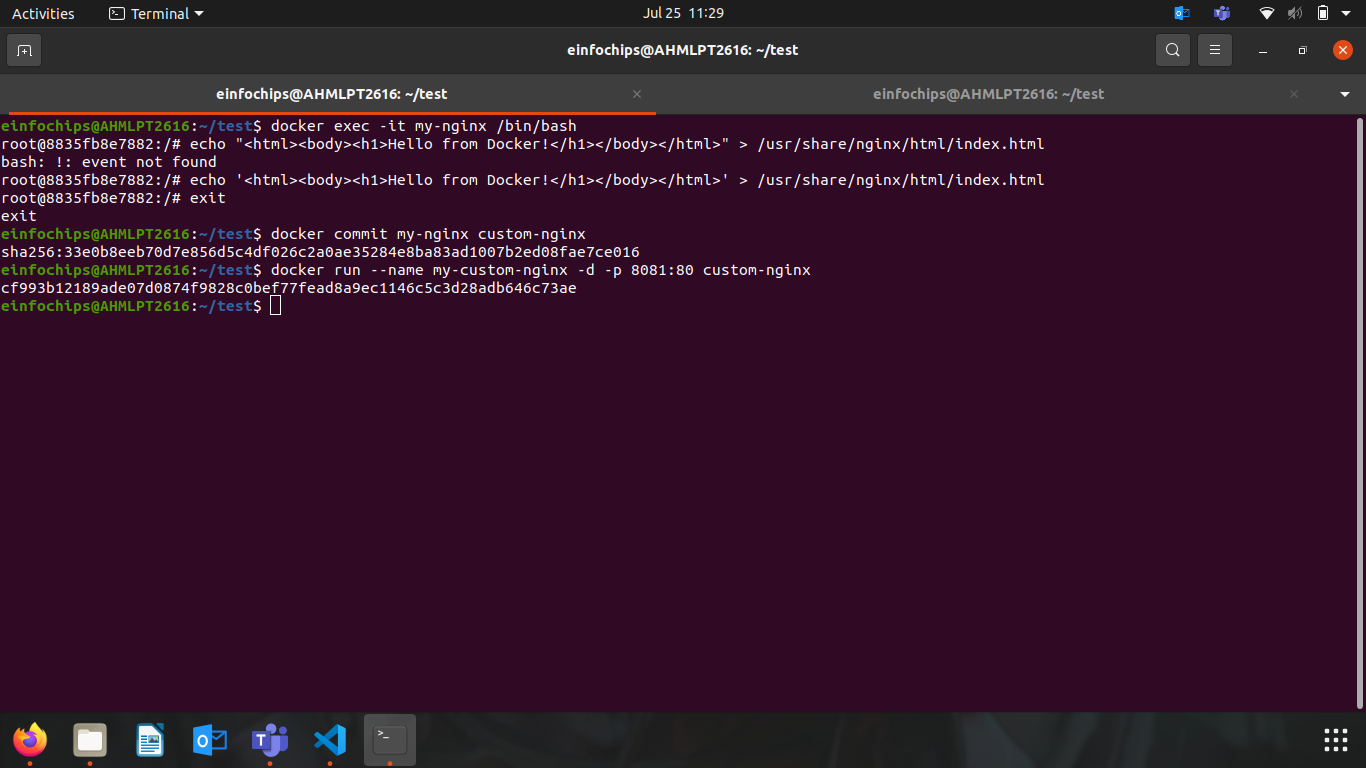 Activities
Terminal
Jul 25 11:29
einfochips@AHMLPT2616: ~/test
einfochips@AHMLPT2616: ~/test
einfochips@AHMLPT2616: ~/test
einfochips@AHMLPT2616:~/test$ docker exec -it my-nginx /bin/bash
root@8835fb8e7882:/# echo "<html><body><h1>Hello from Docker!</h1></body></html>" > /usr/share/nginx/html/index.html
bash: !: event not found
root@8835fb8e7882:/# echo '<html><body><h1>Hello from Docker!</h1></body></html>' > /usr/share/nginx/html/index.html
root@8835fb8e7882:/# exit
exit
einfochips@AHMLPT2616:~/test$ docker commit my-nginx custom-nginx
sha256:33e0b8eeb70d7e856d5c4df026c2a0ae35284e8ba83ad1007b2ed08fae7ce016
einfochips@AHMLPT2616:~/test$ docker run --name my-custom-nginx -d -p 8081:80 custom-nginx
cf993b12189ade07d0874f9828c0bef77fead8a9ec1146c5c3d28adb646c73ae
einfochips@AHMLPT2616:~/test$